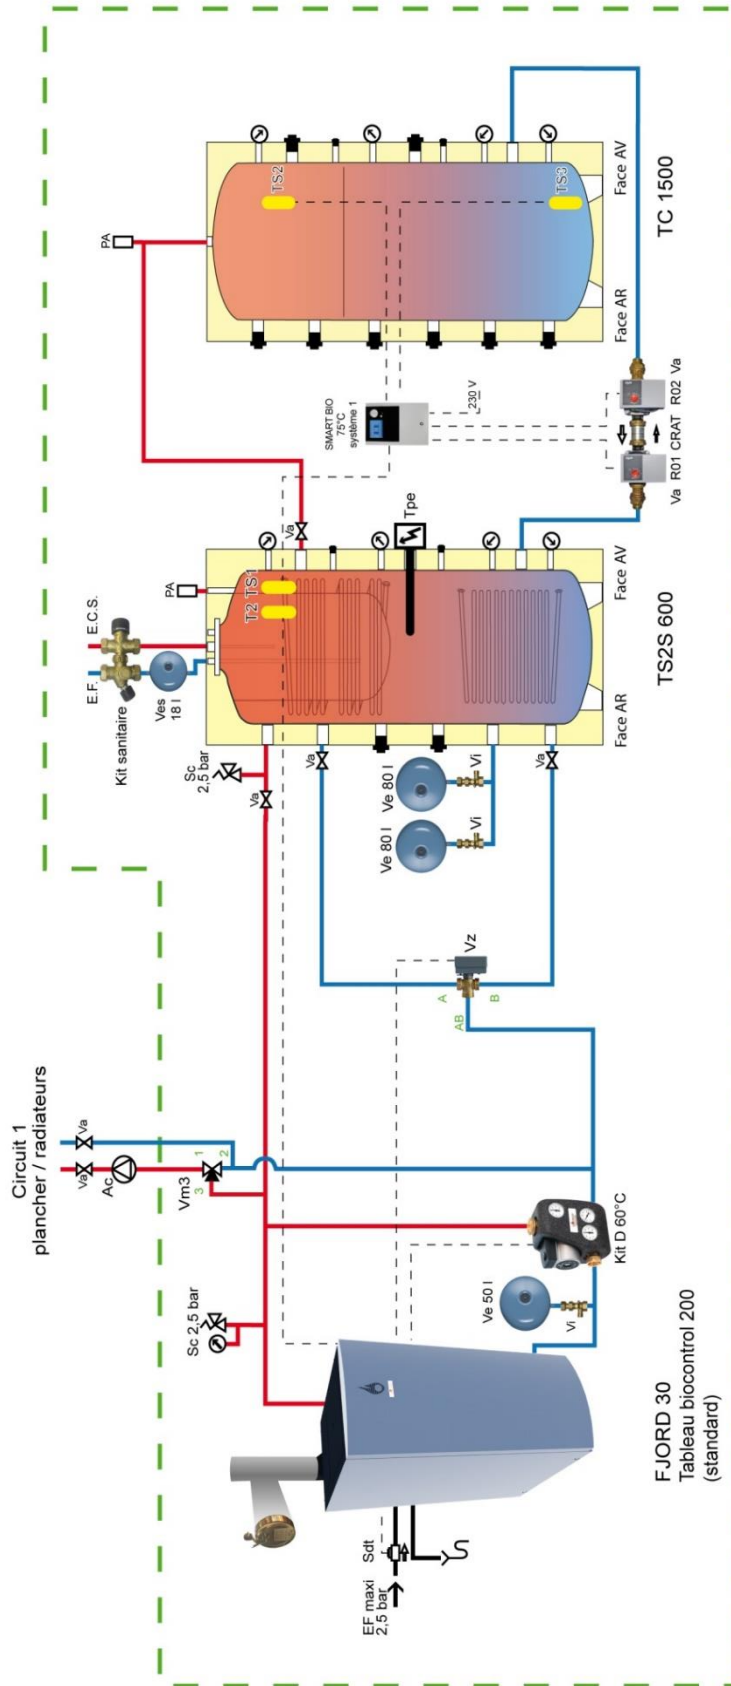 Circuit 1
plancher / radiateurs
Va
Va
Ac
Vm3
1
2
3
Sc 2,5 bar
EF maxi
2,5 bar
Sdt
FJORD 30
Tableau biocontrol 200
(standard)
Ve 50 l
Vi
Kit D 60°C
AB
A
B
Vz
Ve 80 l
Ve 80 l
Vi
Vi
Va
Va
Va
Sc
2,5 bar
Kit sanitaire
E.F.
E.C.S.
Ves
18 l
PA
T2
TS1
Va
Tpe
Face AR
Face AV
TS2S 600
PA
SMART BIO
75°C
système 1
230 V
Va
R01
CRAT
R02
Va
TS2
TS3
Face AR
Face AV
TC 1500